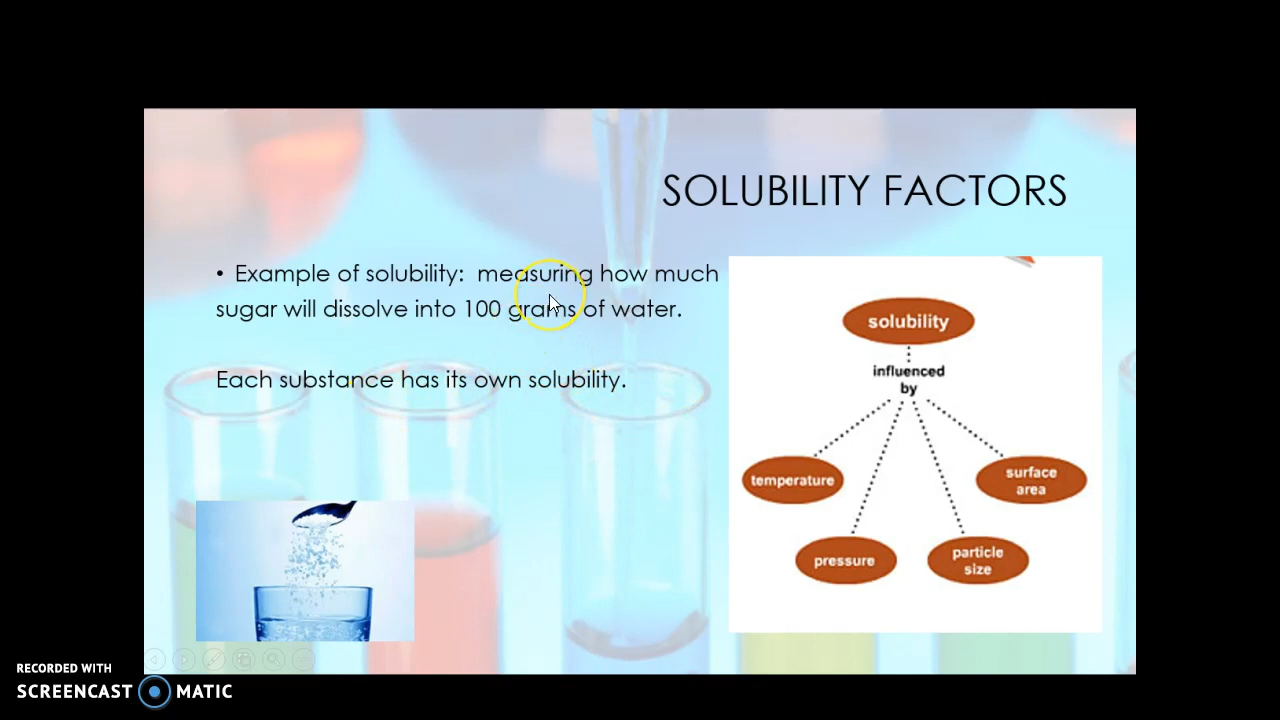 SOLUBILITY FACTORS
• Example of solubility:  measuring how much
sugar will dissolve into 100 grams of water.
Each substance has its own solubility.
solubility
influenced
by
temperature
surface
area
pressure
particle
size
RECORDED WITH
SCREENCAST MATIC